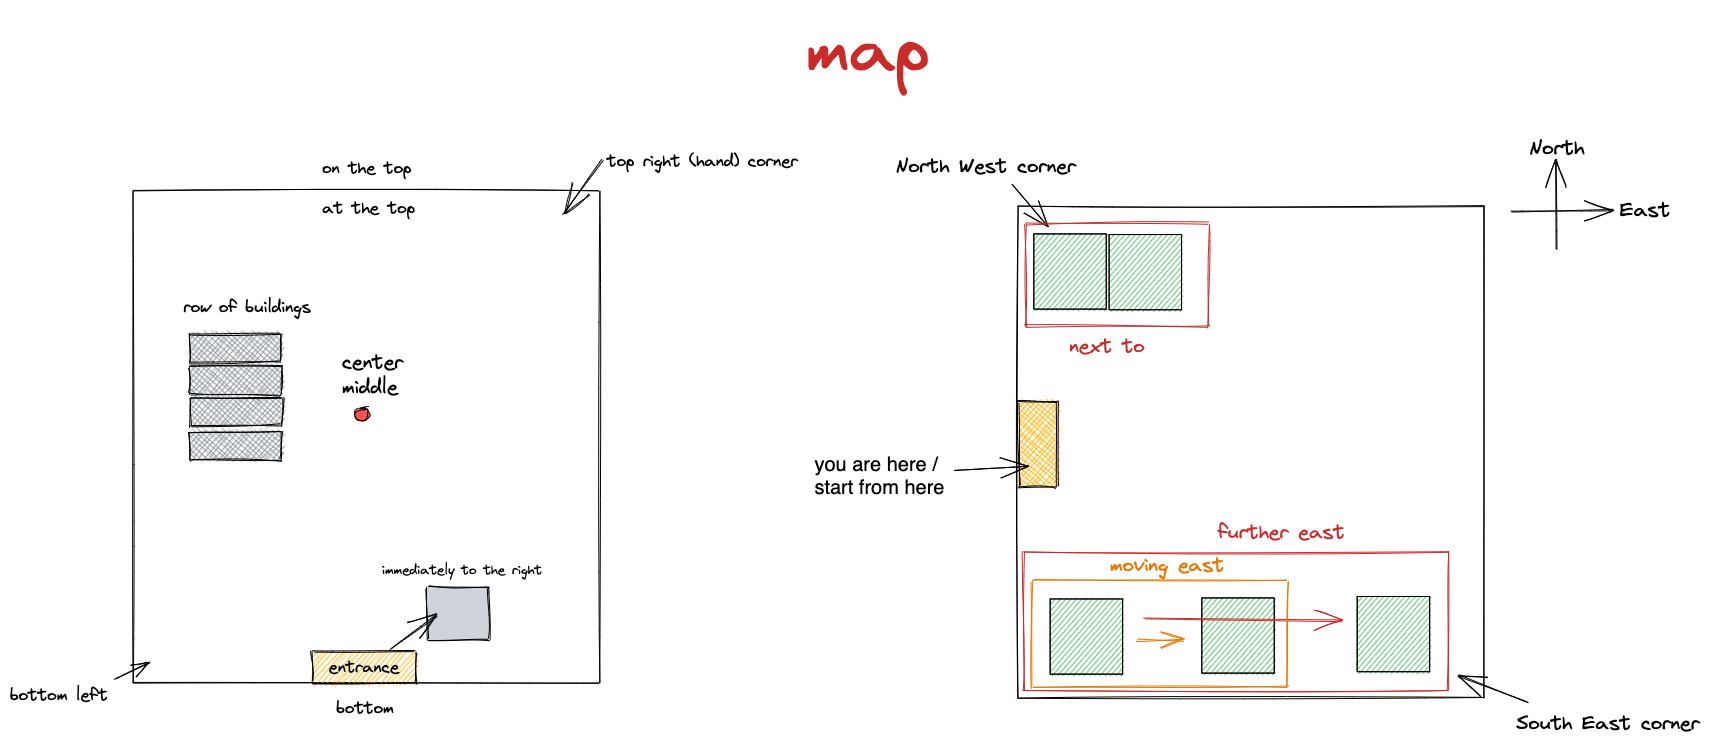 map
on the top
at the top
top right (hand) corner
row of buildings
center
middle
immediately to the right
entrance
bottom left
bottom
North
East
North West corner
next to
you are here /
start from here
further east
moving east
South East corner